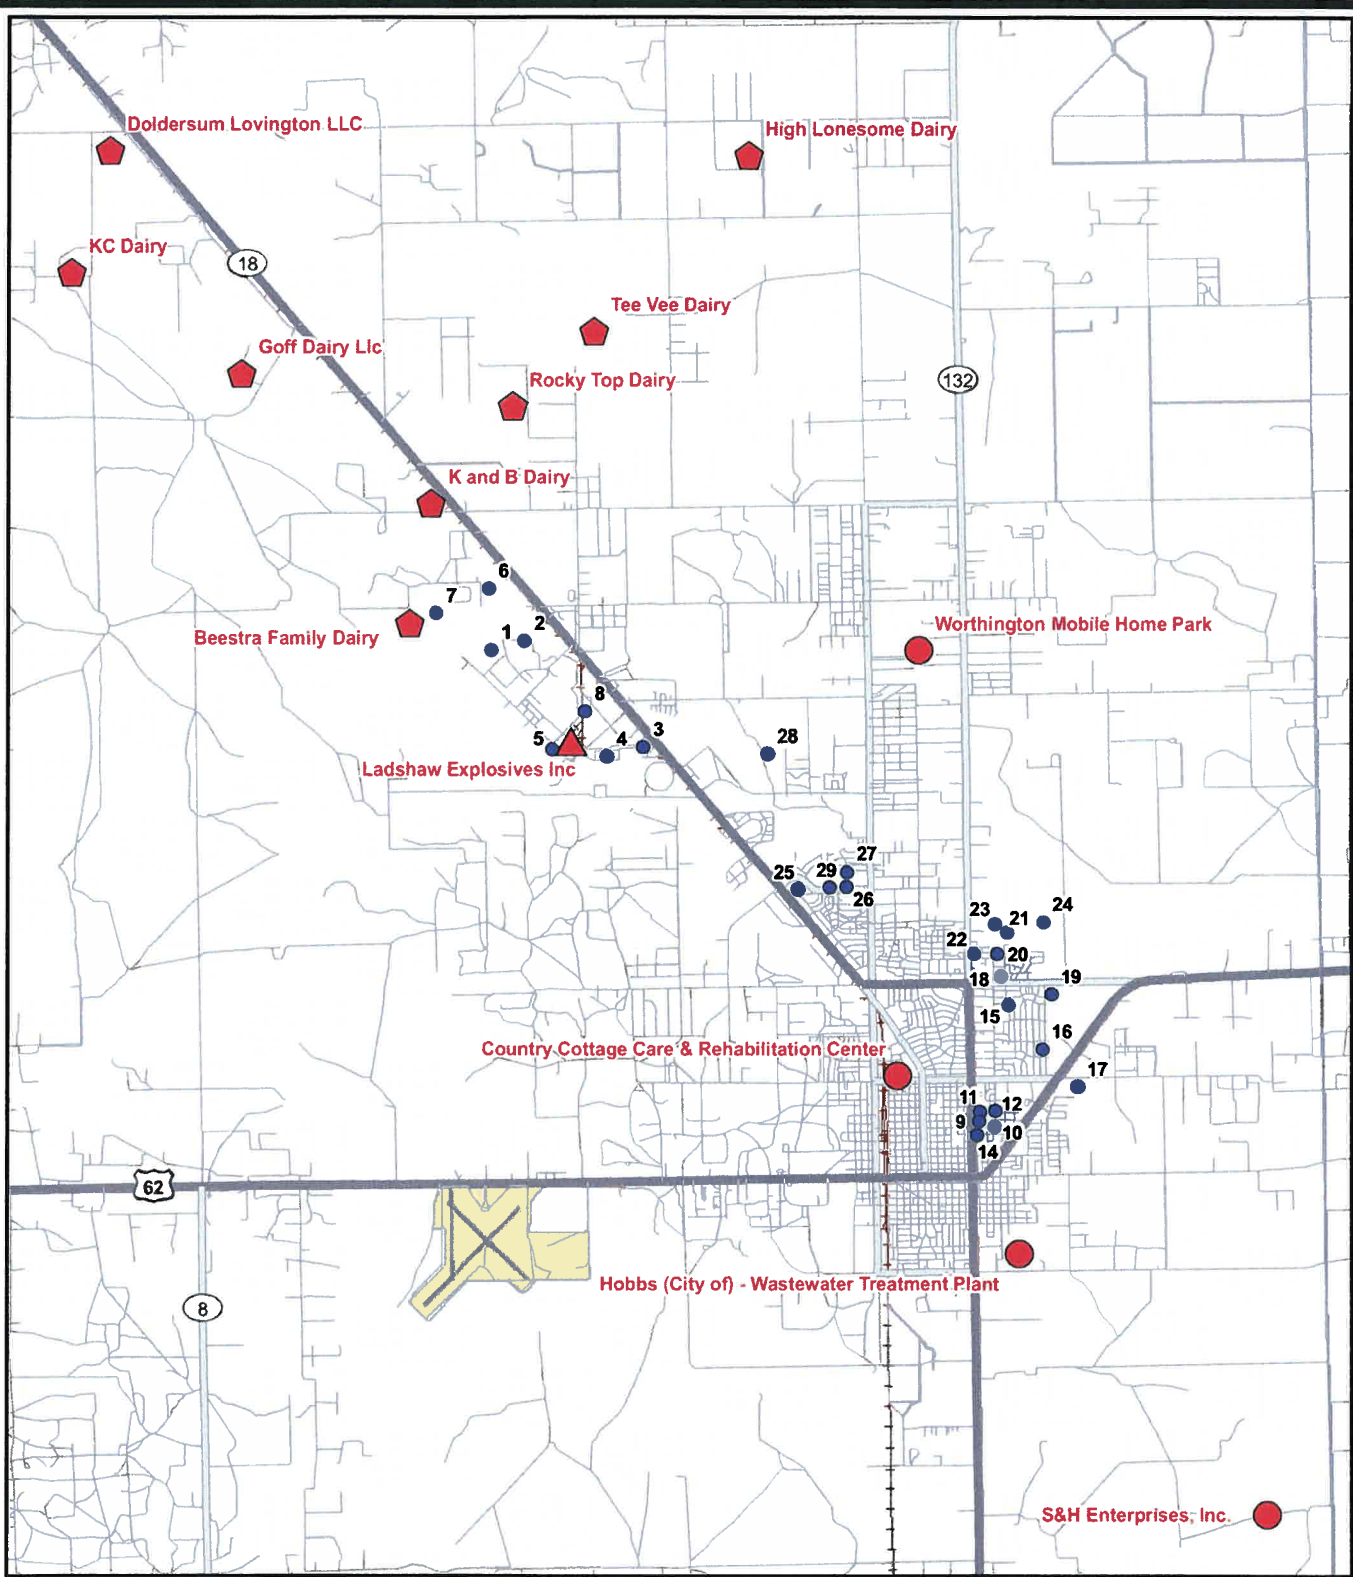 Doldersum Lovington LLC
High Lonesome Dairy
KC Dairy
18
Tee Vee Dairy
Goff Dairy Llc
Rocky Top Dairy
132
K and B Dairy
6
7
Beestra Family Dairy
1
2
Worthington Mobile Home Park
8
5
4
3
28
Ladshaw Explosives Inc
27
25
29
26
23
21
24
22
20
18
19
15
Country Cottage Care & Rehabilitation Center
16
17
11
12
9
10
14
62
Hobbs (City of) - Wastewater Treatment Plant
8
S&H Enterprises, Inc.